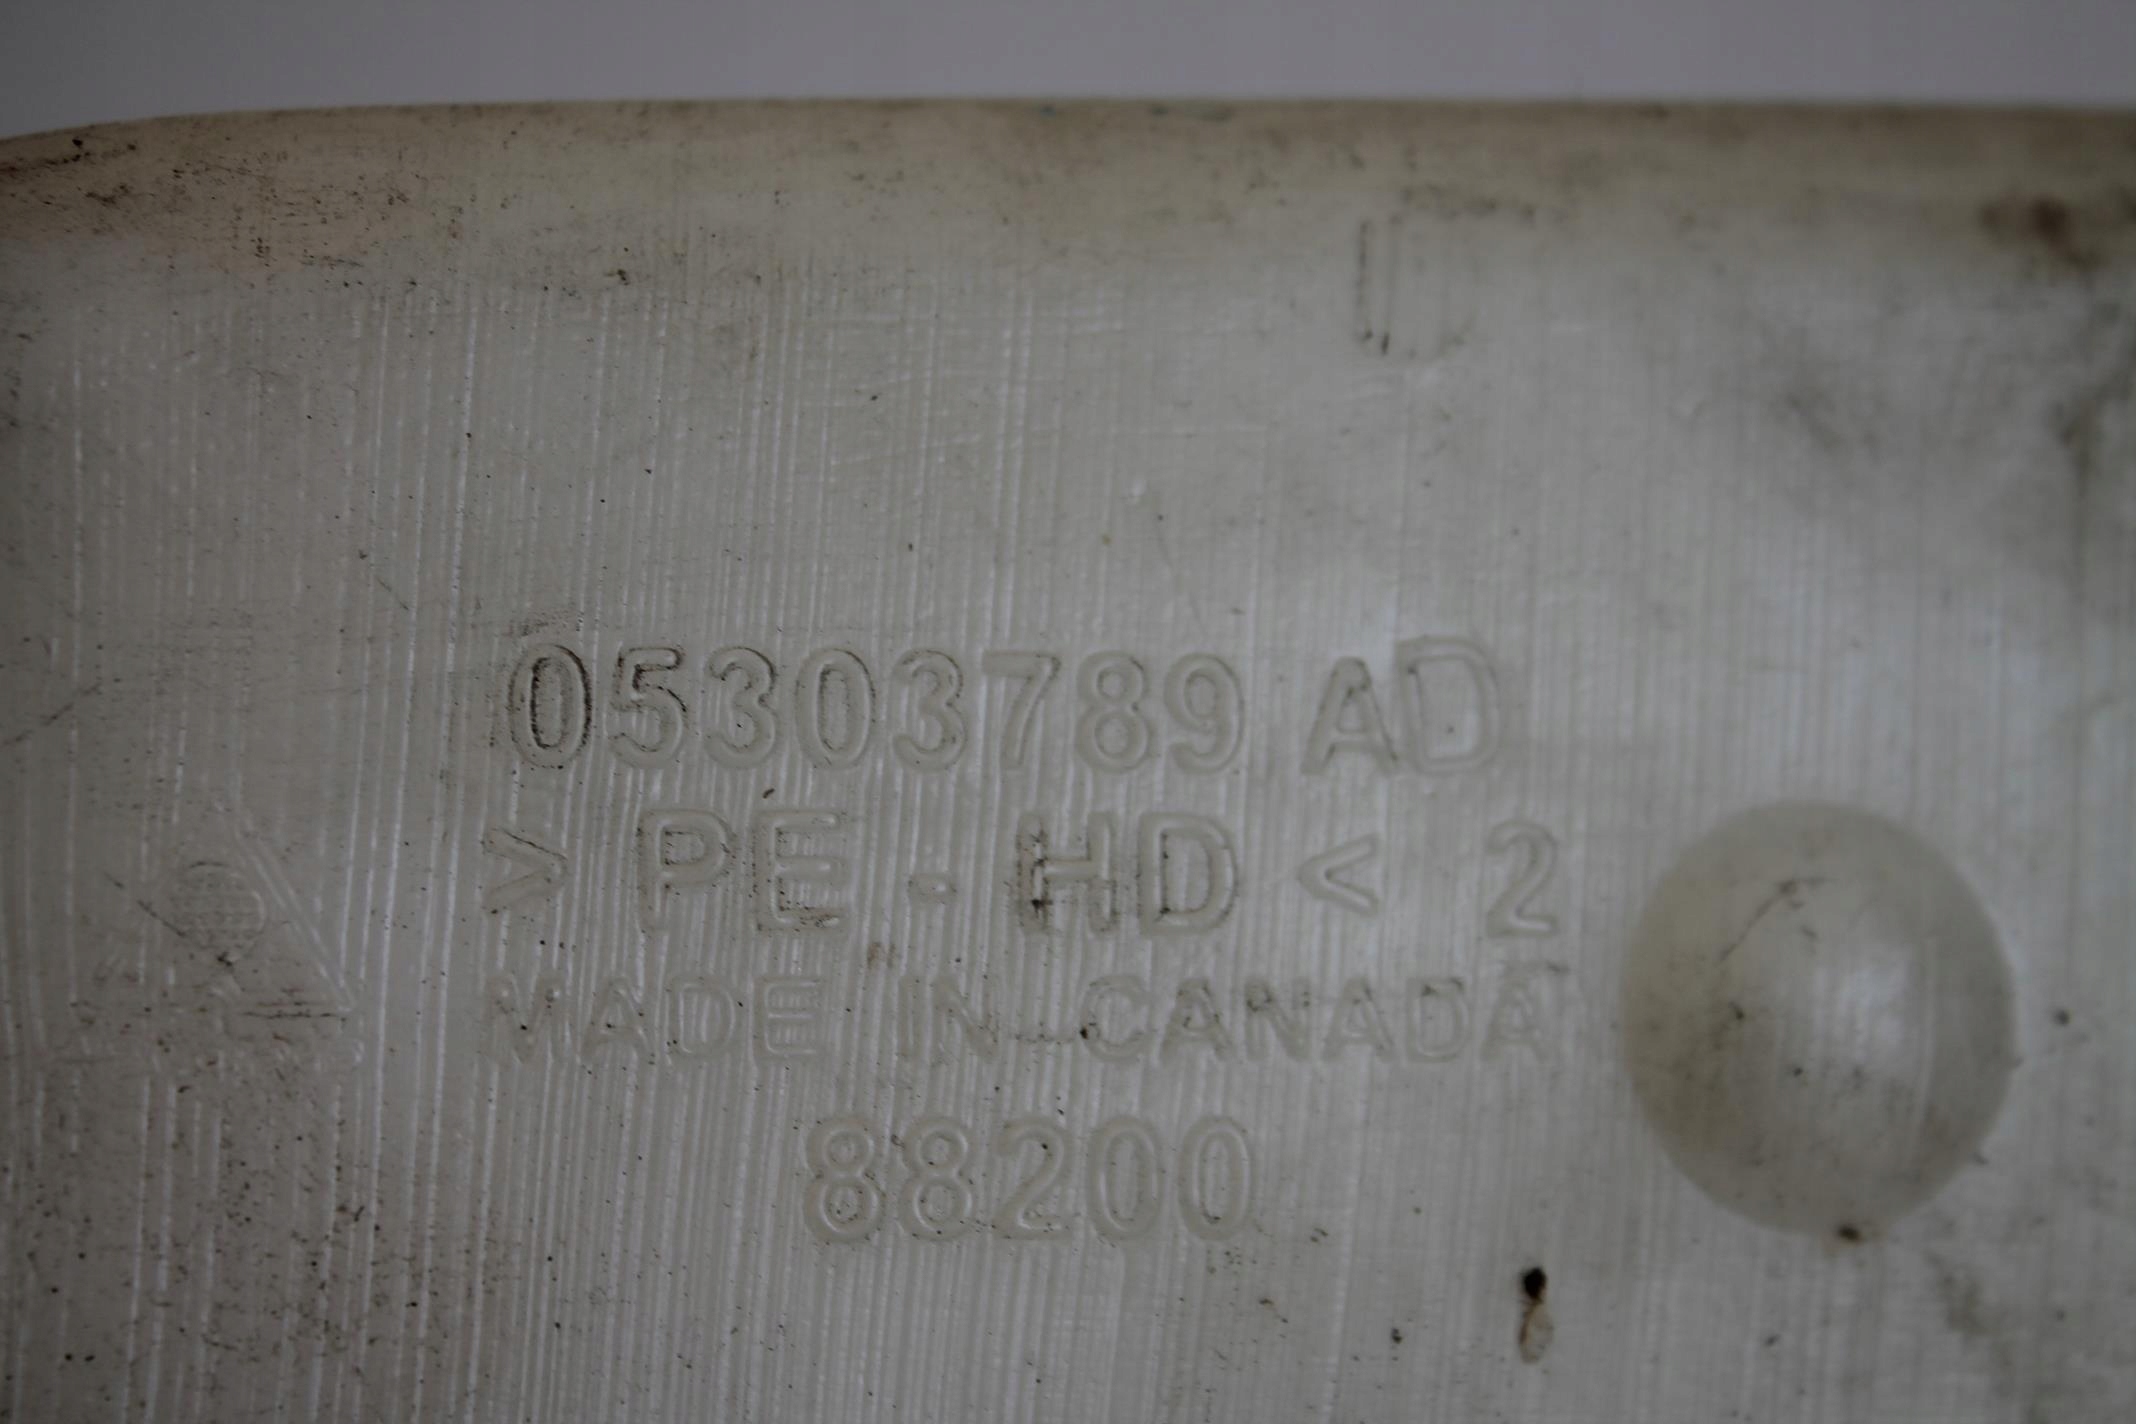 05303789 AD
> PE - HD < 2
MADE IN CANADA
88200